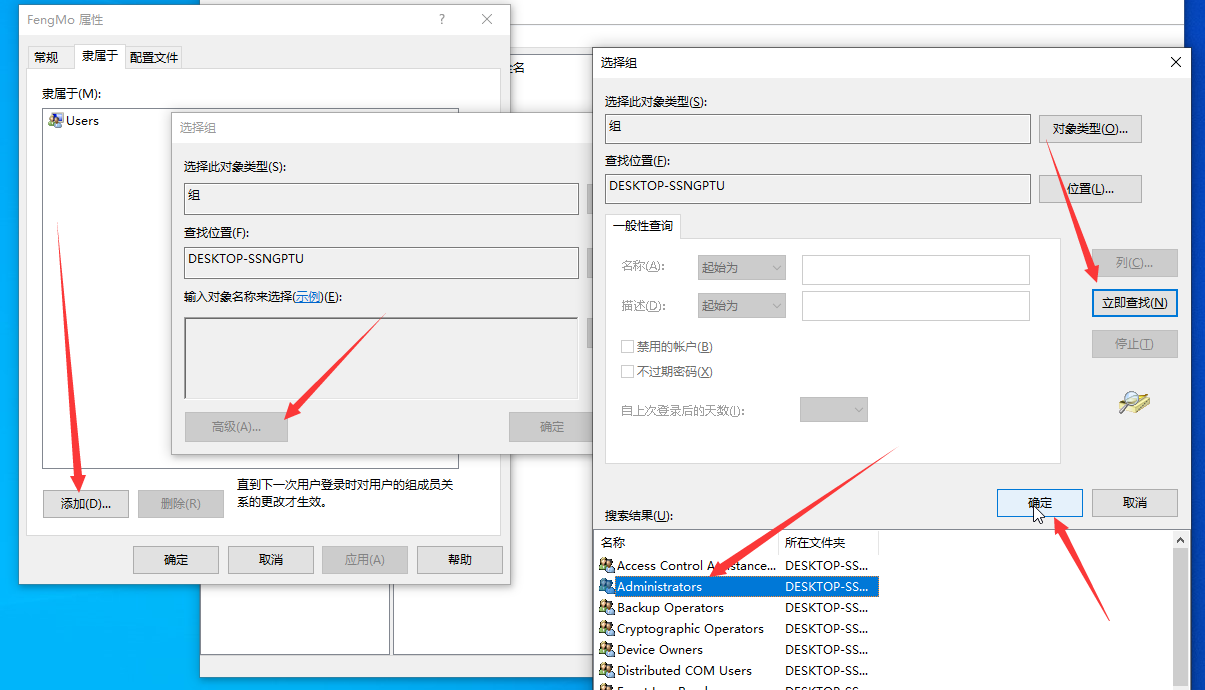 FengMo 属性
?
常规
隶属于
配置文件
隶属于(M):
Users
添加(D)...
删除(R)
直到下一次用户登录时对用户的组成员关
系的更改才生效。
确定
取消
应用(A)
帮助
选择组
选择此对象类型(S):
组
查找位置(F):
DESKTOP-SSNGPTU
输入对象名称来选择(示例)(E):
高级(A)...
确定
名
选择组
选择此对象类型(S):
组
对象类型(O)...
查找位置(F):
DESKTOP-SSNGPTU
位置(L)...
一般性查询
名称(A):
起始为
描述(D):
起始为
禁用的帐户(B)
不过期密码(X)
自上次登录后的天数(I):
列(C)...
立即查找(N)
停止(T)
确定
取消
搜索结果(U):
名称
所在文件夹
Access Control Assistance...
DESKTOP-SS...
Administrators
DESKTOP-SS...
Backup Operators
DESKTOP-SS...
Cryptographic Operators
DESKTOP-SS...
Device Owners
DESKTOP-SS...
Distributed COM Users
DESKTOP-SS...